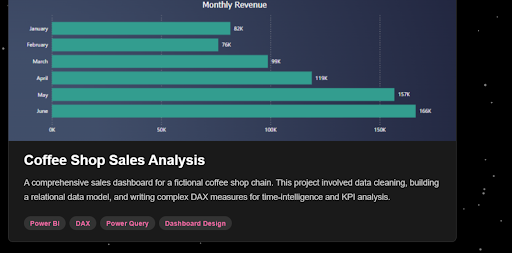 Monthly Revenue
January 82K
February 76K
March 99K
April 119K
May 157K
June 166K
0K 50K 100K 150K
Coffee Shop Sales Analysis
A comprehensive sales dashboard for a fictional coffee shop chain. This project involved data cleaning, building
a relational data model, and writing complex DAX measures for time-intelligence and KPI analysis.
Power BI DAX Power Query Dashboard Design